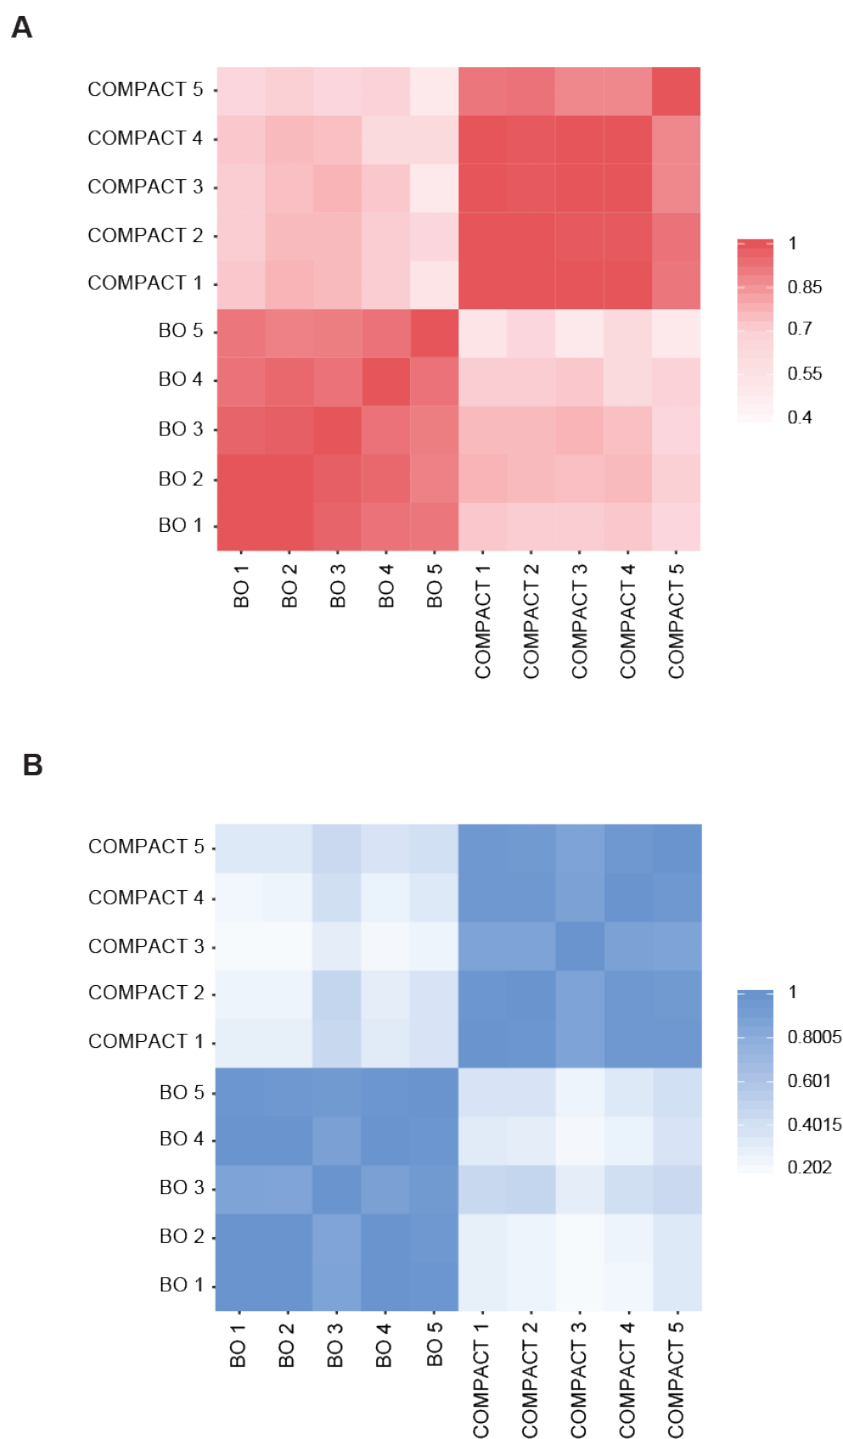 A
COMPACT 5
COMPACT 4
COMPACT 3
COMPACT 2
COMPACT 1
BO 5
BO 4
BO 3
BO 2
BO 1
1
0.85
0.7
0.55
0.4
BO 1
BO 2
BO 3
BO 4
BO 5
COMPACT 1
COMPACT 2
COMPACT 3
COMPACT 4
COMPACT 5
B
COMPACT 5
COMPACT 4
COMPACT 3
COMPACT 2
COMPACT 1
BO 5
BO 4
BO 3
BO 2
BO 1
1
0.8005
0.601
0.4015
0.202
BO 1
BO 2
BO 3
BO 4
BO 5
COMPACT 1
COMPACT 2
COMPACT 3
COMPACT 4
COMPACT 5